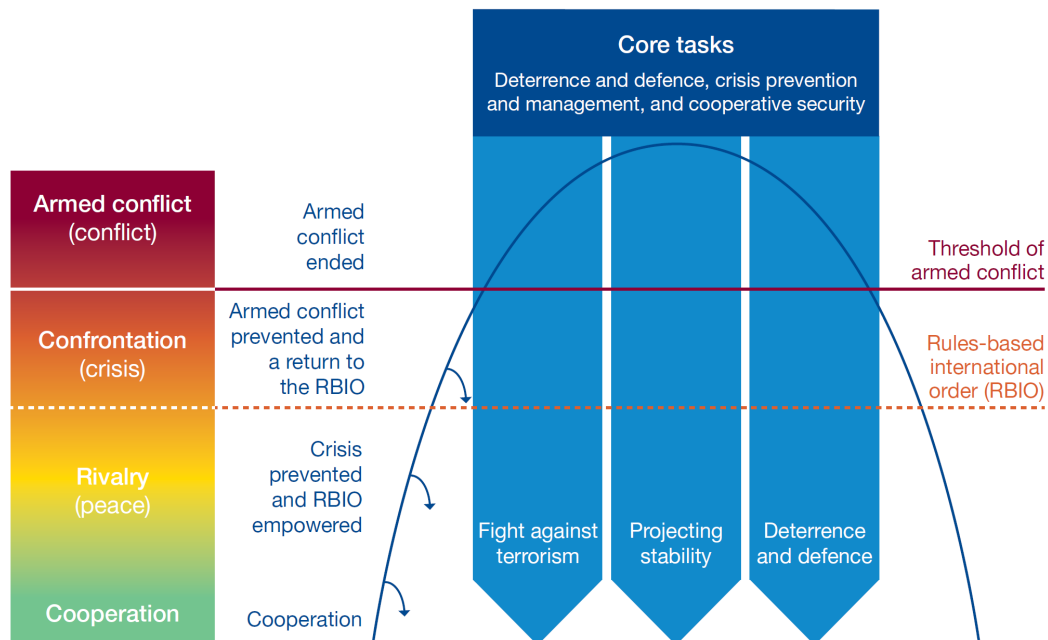 Core tasks
Deterrence and defence, crisis prevention
and management, and cooperative security
Armed conflict
(conflict)
Armed
conflict
ended
Threshold of
armed conflict
Confrontation
(crisis)
Armed conflict
prevented and
a return to
the RBIO
Rules-based
international
order (RBIO)
Rivalry
(peace)
Crisis
prevented
and RBIO
empowered
Fight against
terrorism
Projecting
stability
Deterrence
and defence
Cooperation
Cooperation